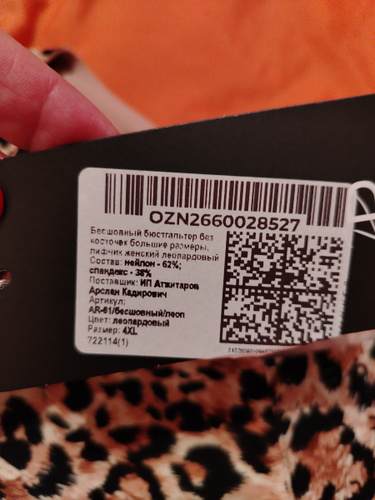 OZN2660028527
Бесшовный бюстгальтер без
косточек большие размеры,
лифчик женский леопардовый
Состав: нейлон - 62%;
спандекс - 38%
Поставщик: ИП Агжитаров
Арслан Кадирович
Артикул:
AR-61/бесшовный/леоп
Цвет: леопардовый
Размер: 4XL
722114(1)